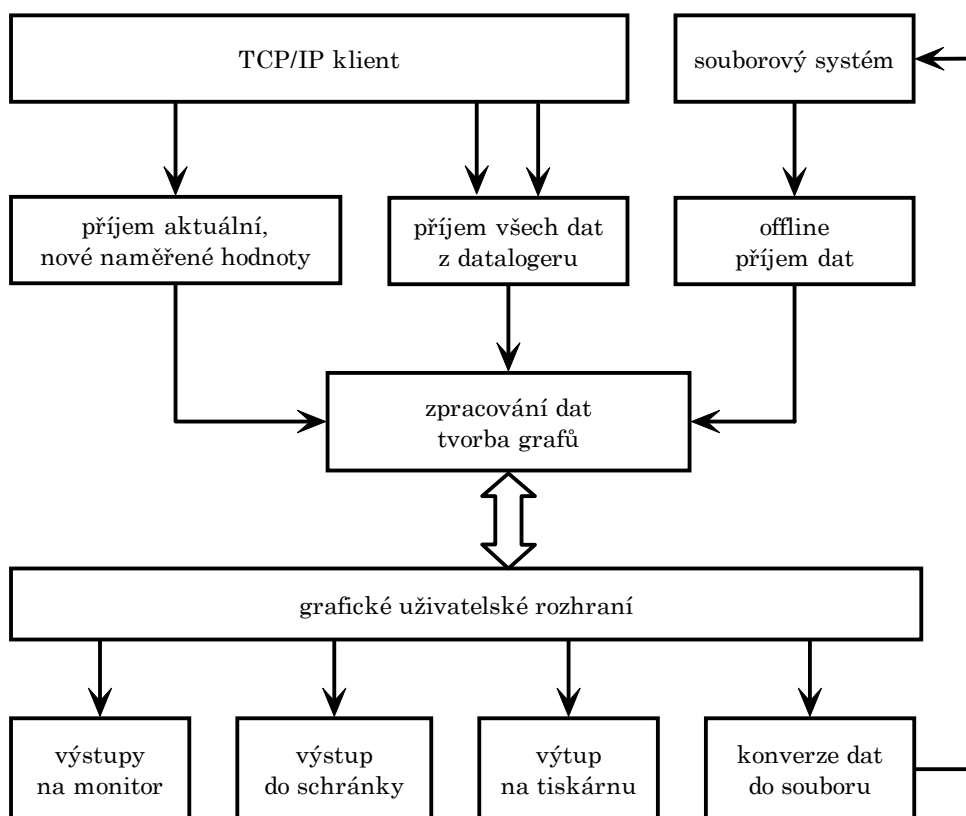 TCP/IP klient
souborový systém
příjem aktuální,
nové naměřené hodnoty
příjem všech dat
z datalogeru
offline
příjem dat
zpracování dat
tvorba grafů
grafické uživatelské rozhraní
výstupy
na monitor
výstup
do schránky
výtup
na tiskárnu
konverze dat
do souboru